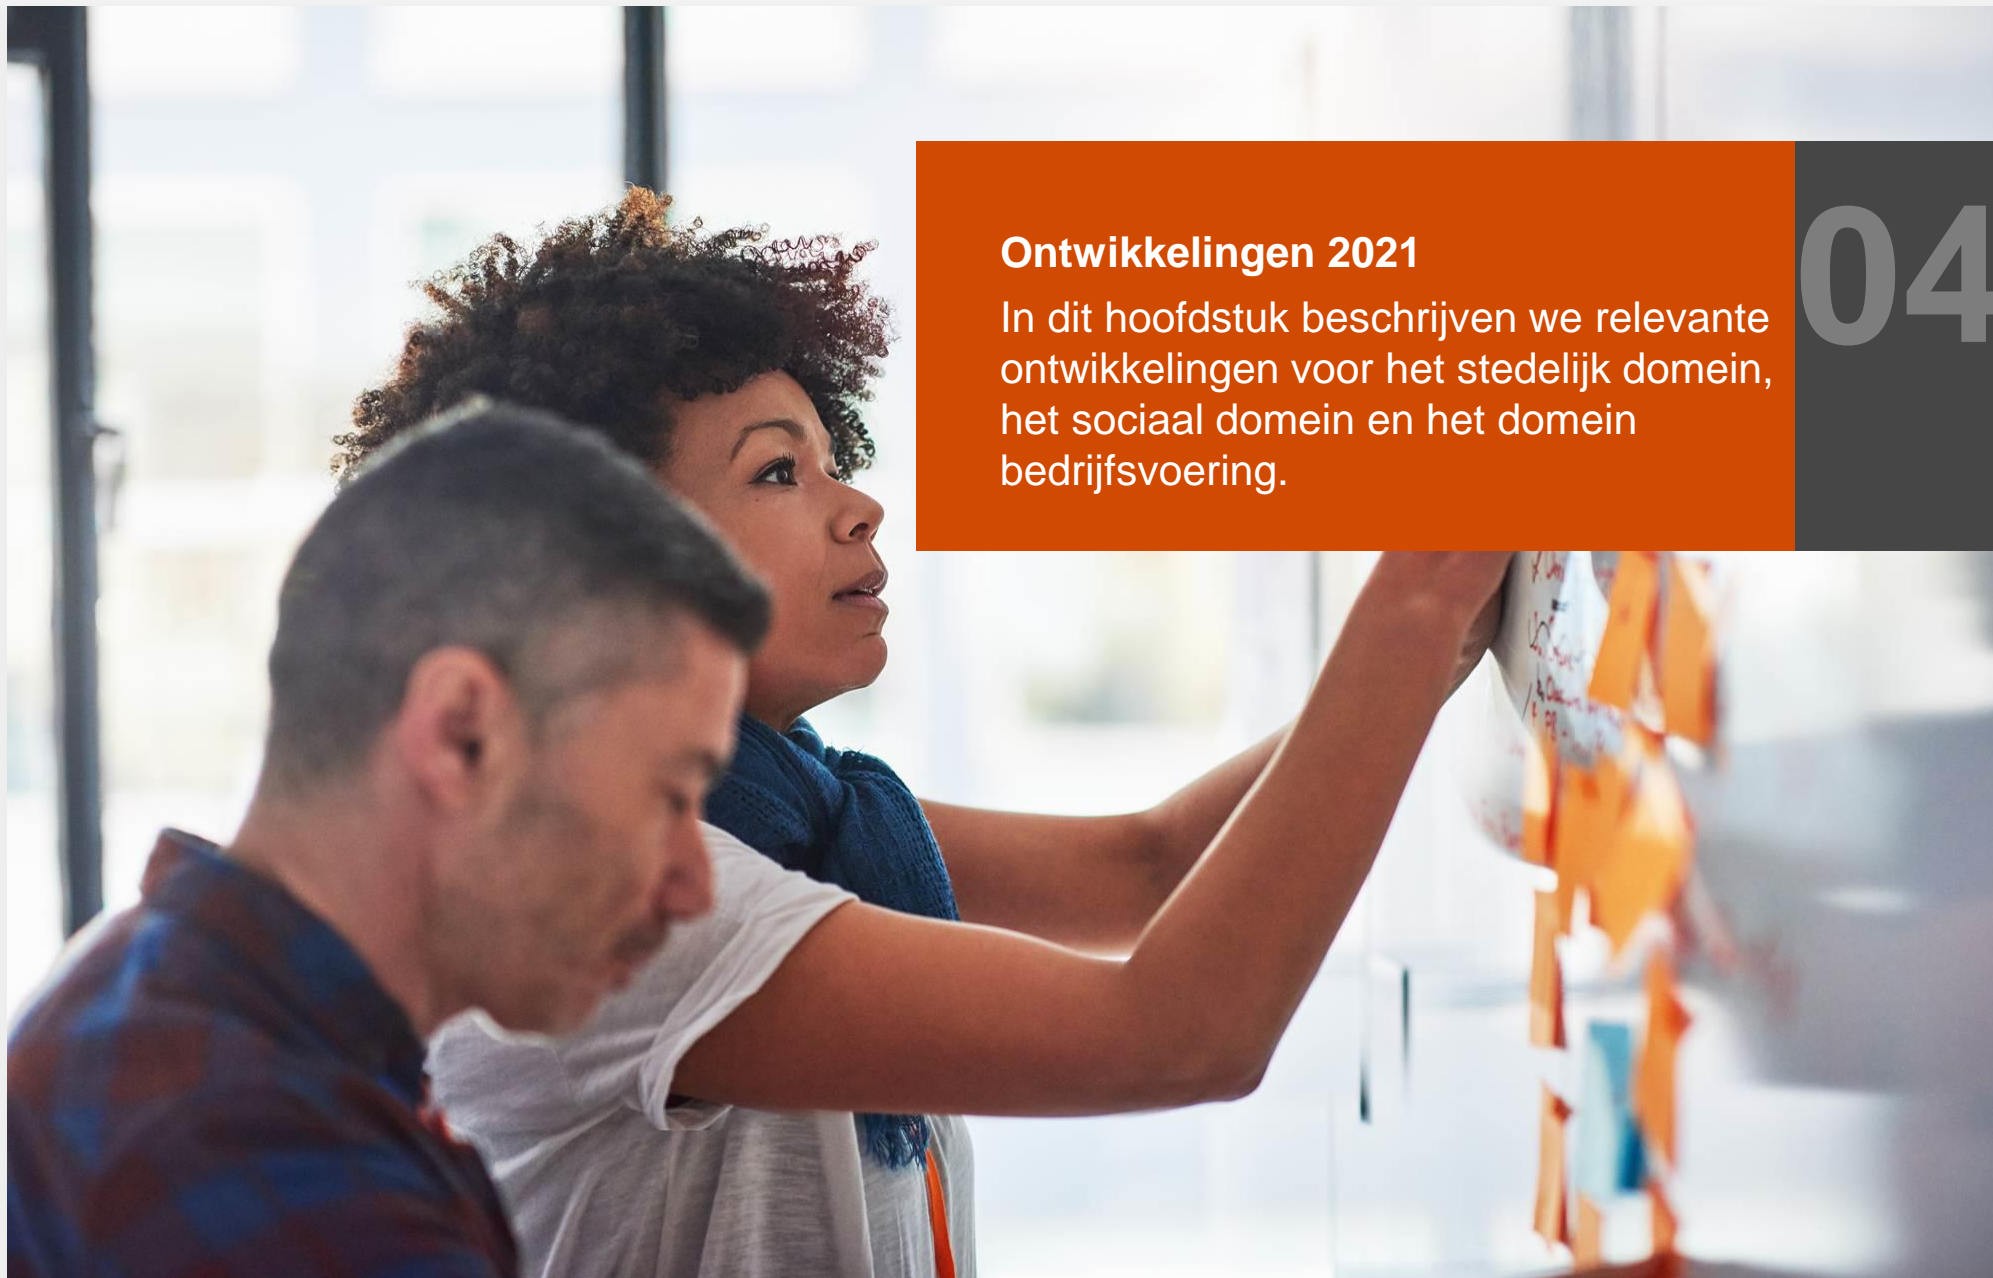 Ontwikkelingen 2021
In dit hoofdstuk beschrijven we relevante
ontwikkelingen voor het stedelijk domein,
het sociaal domein en het domein
bedrijfsvoering.
04